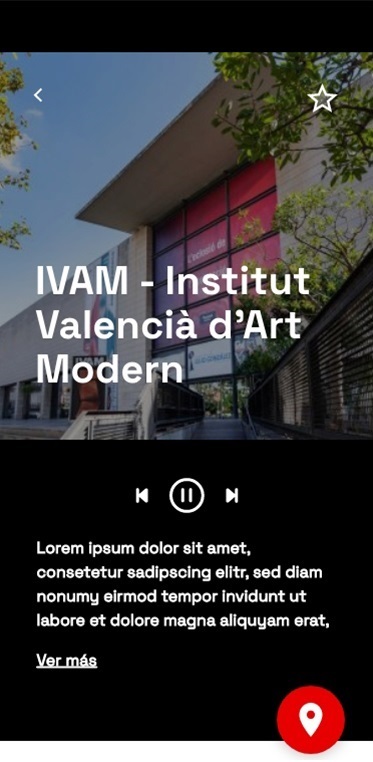 IVAM - Institut
Valencià d'Art
Modern
IVAM
Lorem ipsum dolor sit amet,
consetetur sadipscing elitr, sed diam
nonumy eirmod tempor invidunt ut
labore et dolore magna aliquyam erat,
Ver más